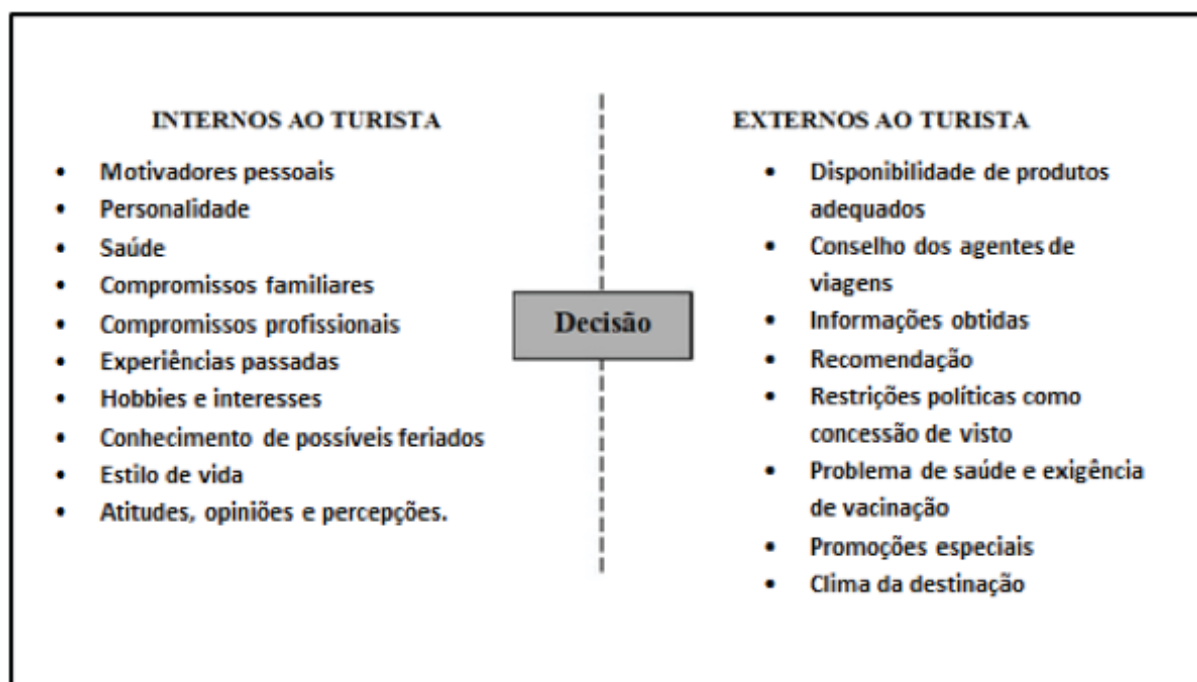 INTERNOS AO TURISTA
• Motivadores pessoais
• Personalidade
• Saúde
• Compromissos familiares
• Compromissos profissionais
• Experiências passadas
• Hobbies e interesses
• Conhecimento de possíveis feriados
• Estilo de vida
• Atitudes, opiniões e percepções.
Decisão
EXTERNOS AO TURISTA
• Disponibilidade de produtos
adequados
• Conselho dos agentes de
viagens
• Informações obtidas
• Recomendação
• Restrições políticas como
concessão de visto
• Problema de saúde e exigência
de vacinação
• Promoções especiais
• Clima da destinação